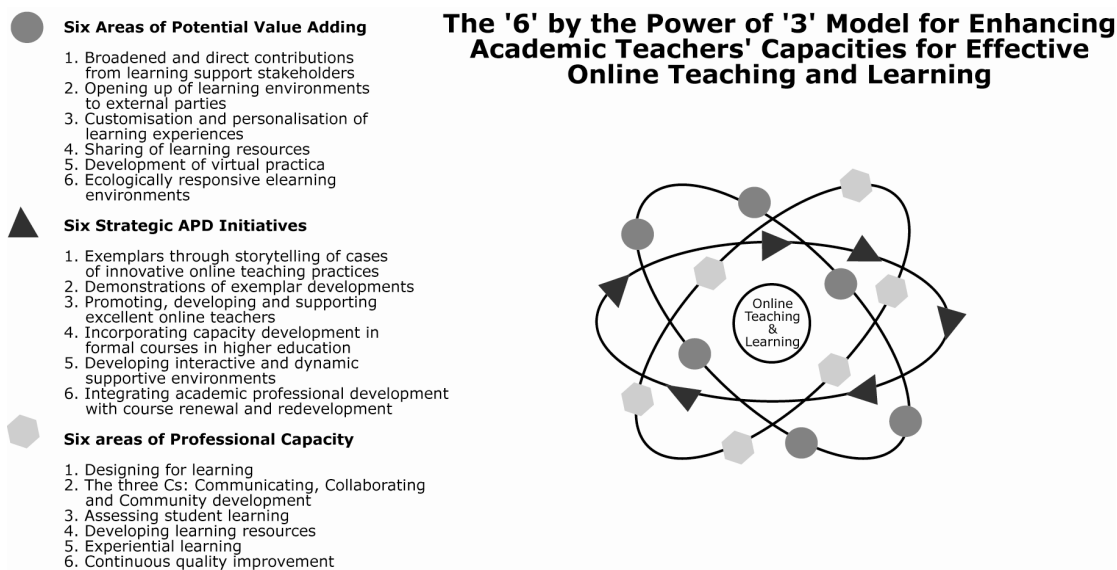 The '6' by the Power of '3' Model for Enhancing
Academic Teachers' Capacities for Effective
Online Teaching and Learning
Six Areas of Potential Value Adding
1. Broadened and direct contributions
from learning support stakeholders
2. Opening up of learning environments
to external parties
3. Customisation and personalisation of
learning experiences
4. Sharing of learning resources
5. Development of virtual practica
6. Ecologically responsive elearning
environments
Six Strategic APD Initiatives
1. Exemplars through storytelling of cases
of innovative online teaching practices
2. Demonstrations of exemplar developments
3. Promoting, developing and supporting
excellent online teachers
4. Incorporating capacity development in
formal courses in higher education
5. Developing interactive and dynamic
supportive environments
6. Integrating academic professional development
with course renewal and redevelopment
Six areas of Professional Capacity
1. Designing for learning
2. The three Cs: Communicating, Collaborating
and Community development
3. Assessing student learning
4. Developing learning resources
5. Experiential learning
6. Continuous quality improvement
Online
Teaching
&
Learning